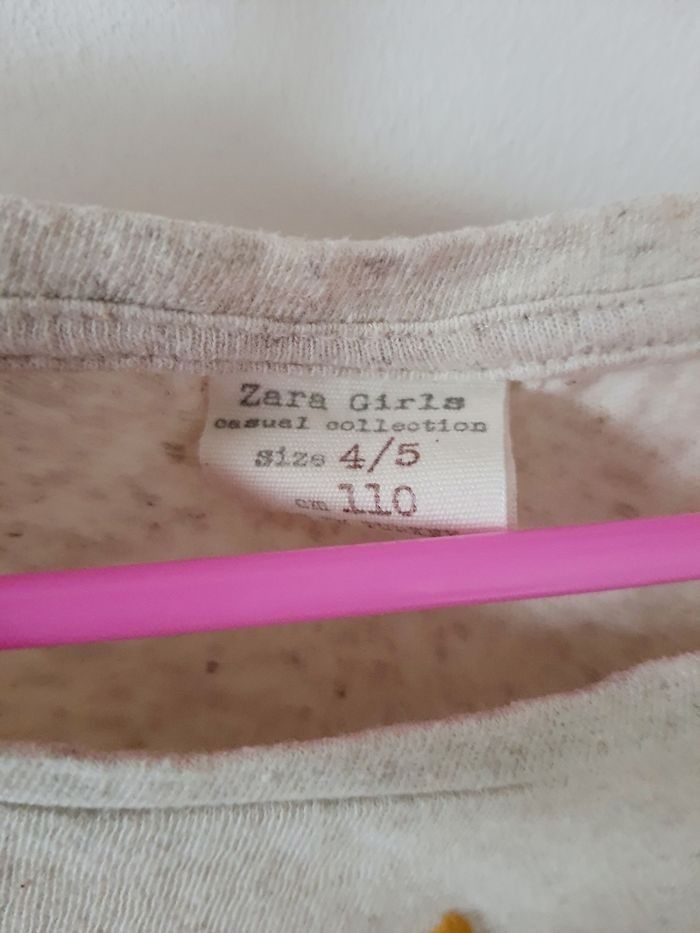 Zara Girls
casual collection
size 4/5
cm 110